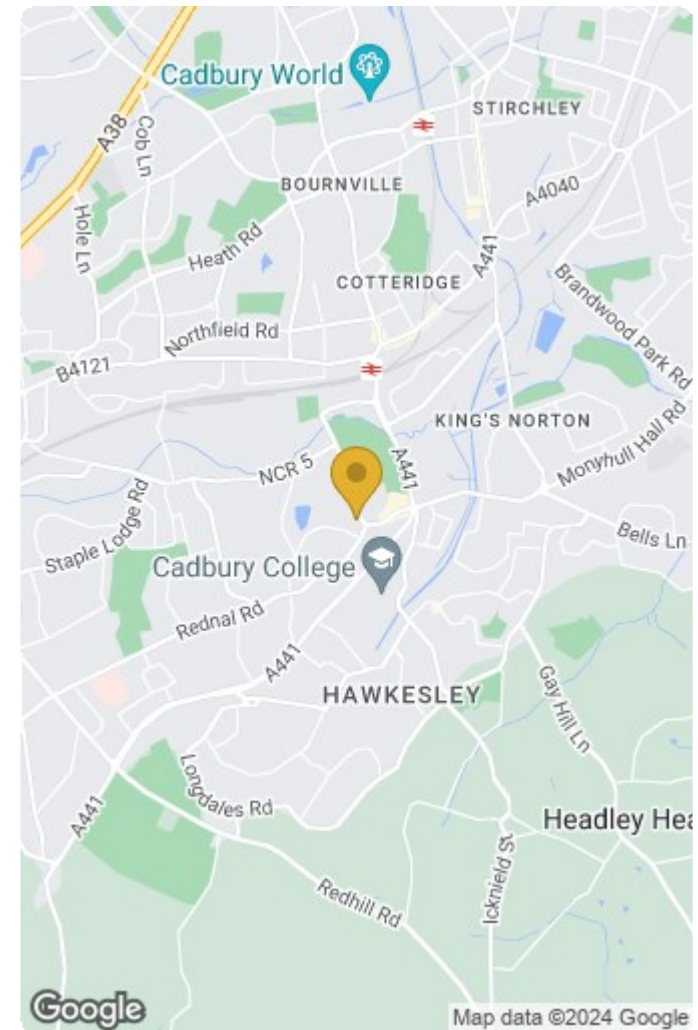 Cadbury World
STIRCHLEY
A38
Cob Ln
BOURNVILLE
A4040
Hole Ln
Heath Rd
A441
COTTERIDGE
Brandwood Park Rd
Northfield Rd
B4121
KING'S NORTON
Monyhull Hall Rd
NCR 5
A441
Staple Lodge Rd
Bells Ln
Cadbury College
Rednal Rd
A441
HAWKESLEY
Gay Hill Ln
Longdales Rd
A441
Headley Hea
Icknield St
Redhill Rd
Google
Map data ©2024 Google